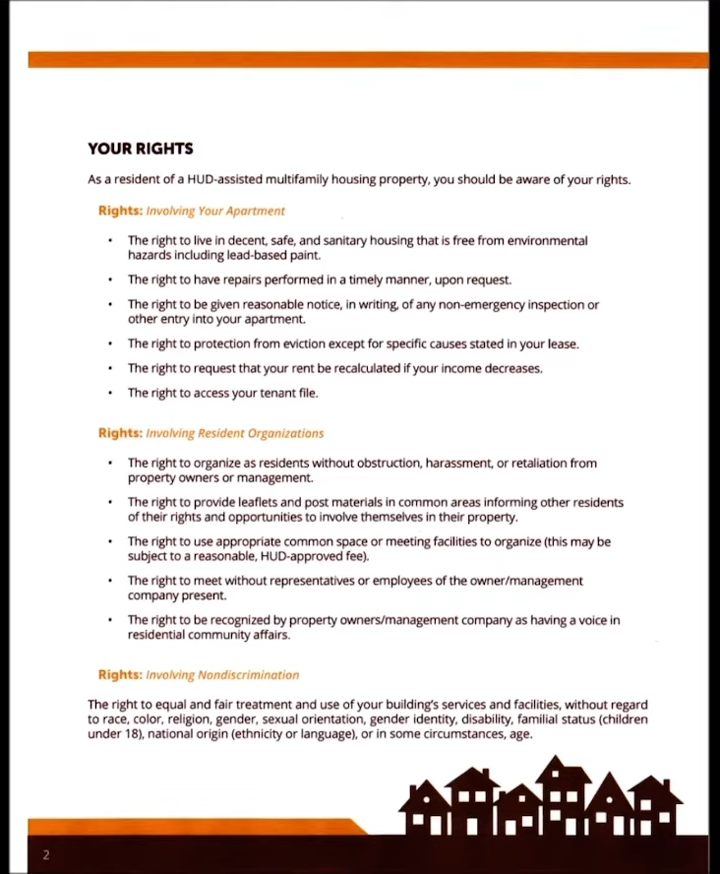 YOUR RIGHTS
As a resident of a HUD-assisted multifamily housing property, you should be aware of your rights.
Rights: Involving Your Apartment
• The right to live in decent, safe, and sanitary housing that is free from environmental
hazards including lead-based paint.
• The right to have repairs performed in a timely manner, upon request.
• The right to be given reasonable notice, in writing, of any non-emergency inspection or
other entry into your apartment.
• The right to protection from eviction except for specific causes stated in your lease.
• The right to request that your rent be recalculated if your income decreases.
• The right to access your tenant file.
Rights: Involving Resident Organizations
• The right to organize as residents without obstruction, harassment, or retaliation from
property owners or management.
• The right to provide leaflets and post materials in common areas informing other residents
of their rights and opportunities to involve themselves in their property.
• The right to use appropriate common space or meeting facilities to organize (this may be
subject to a reasonable, HUD-approved fee).
• The right to meet without representatives or employees of the owner/management
company present.
• The right to be recognized by property owners/management company as having a voice in
residential community affairs.
Rights: Involving Nondiscrimination
The right to equal and fair treatment and use of your building's services and facilities, without regard
to race, color, religion, gender, sexual orientation, gender identity, disability, familial status (children
under 18), national origin (ethnicity or language), or in some circumstances, age.
2